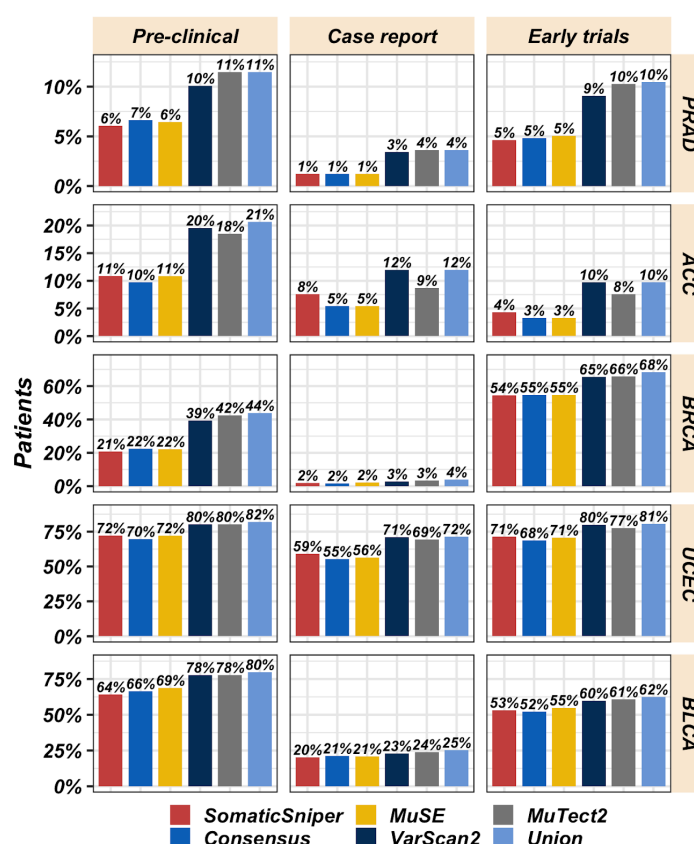 Pre-clinical Case report Early trials
10% 5% 0%
6% 7% 6% 10% 11% 11%
1% 1% 1% 3% 4% 4%
5% 5% 5% 9% 10% 10%
PRAD
20% 15% 10% 5% 0%
11% 10% 11% 20% 18% 21%
8% 5% 5% 12% 9% 12%
4% 3% 3% 10% 8% 10%
ACC
Patients
60% 40% 20% 0%
21% 22% 22% 39% 42% 44%
2% 2% 2% 3% 3% 4%
54% 55% 55% 65% 66% 68%
BRCA
75% 50% 25% 0%
72% 70% 72% 80% 80% 82%
59% 55% 56% 71% 69% 72%
71% 68% 71% 80% 77% 81%
UCEC
75% 50% 25% 0%
64% 66% 69% 78% 78% 80%
20% 21% 21% 23% 24% 25%
53% 52% 55% 60% 61% 62%
BLCA
SomaticSniper MuSE MuTect2
Consensus VarScan2 Union